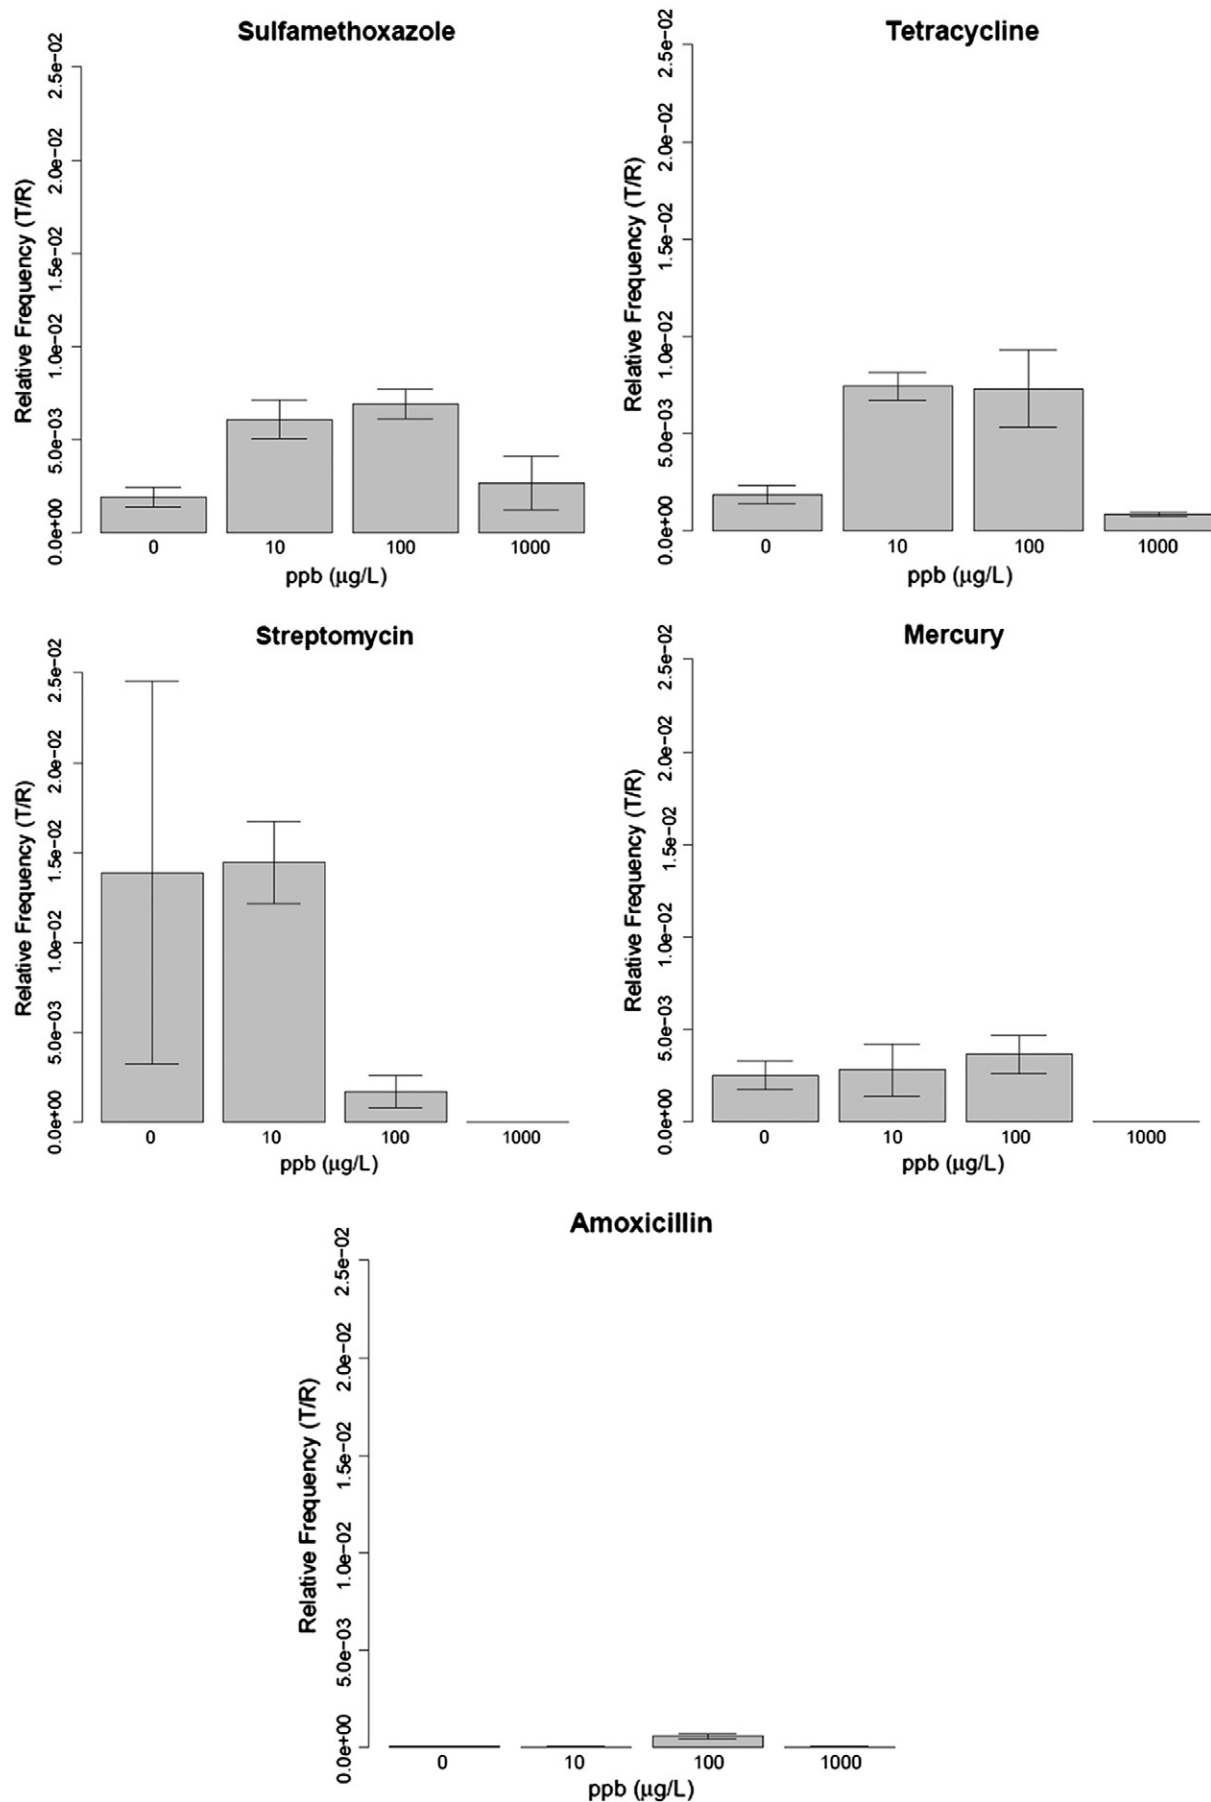 Sulfamethoxazole
Relative Frequency (T/R)
2.5e−02
2.0e−02
1.5e−02
1.0e−02
5.0e−03
0.0e+00
0 10 100 1000
ppb (μg/L)
Tetracycline
Relative Frequency (T/R)
2.5e−02
2.0e−02
1.5e−02
1.0e−02
5.0e−03
0.0e+00
0 10 100 1000
ppb (μg/L)
Streptomycin
Relative Frequency (T/R)
2.5e−02
2.0e−02
1.5e−02
1.0e−02
5.0e−03
0.0e+00
0 10 100 1000
ppb (μg/L)
Mercury
Relative Frequency (T/R)
2.5e−02
2.0e−02
1.5e−02
1.0e−02
5.0e−03
0.0e+00
0 10 100 1000
ppb (μg/L)
Amoxicillin
Relative Frequency (T/R)
2.5e−02
2.0e−02
1.5e−02
1.0e−02
5.0e−03
0.0e+00
0 10 100 1000
ppb (μg/L)